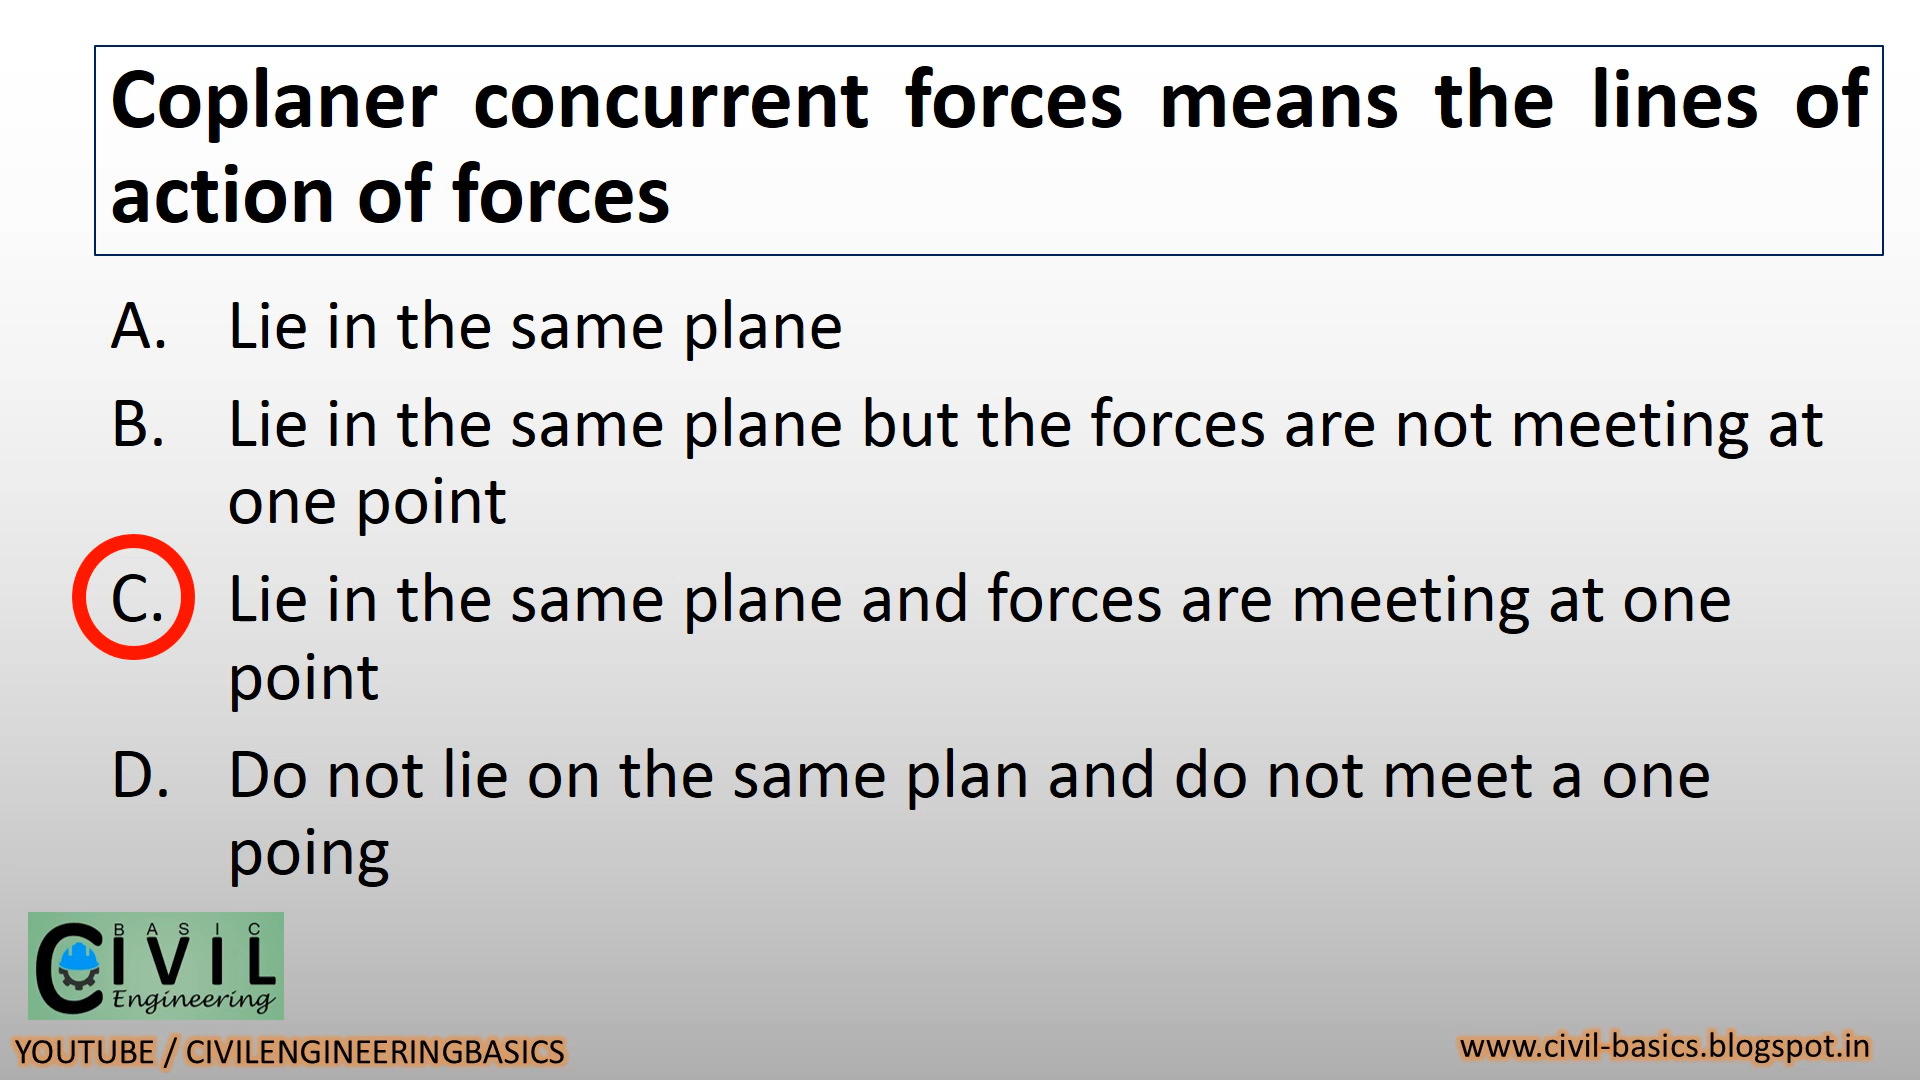 Coplaner concurrent forces means the lines of
action of forces
A. Lie in the same plane
B. Lie in the same plane but the forces are not meeting at
one point
C. Lie in the same plane and forces are meeting at one
point
D. Do not lie on the same plan and do not meet a one
poing
BASIC
CIVIL
Engineering
YOUTUBE / CIVILENGINEERINGBASICS
www.civil-basics.blogspot.in